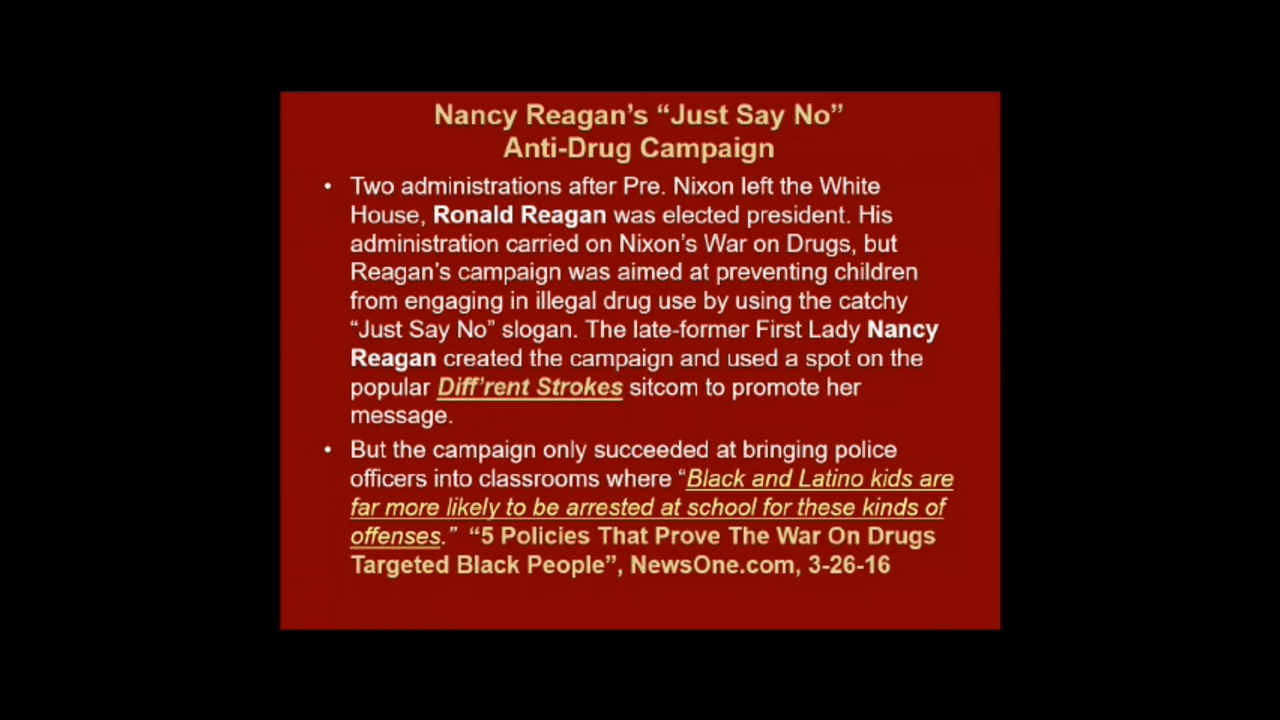 Nancy Reagan’s “Just Say No”
Anti-Drug Campaign
• Two administrations after Pre. Nixon left the White
House, Ronald Reagan was elected president. His
administration carried on Nixon’s War on Drugs, but
Reagan’s campaign was aimed at preventing children
from engaging in illegal drug use by using the catchy
“Just Say No” slogan. The late-former First Lady Nancy
Reagan created the campaign and used a spot on the
popular Diff’rent Strokes sitcom to promote her
message.
• But the campaign only succeeded at bringing police
officers into classrooms where “Black and Latino kids are
far more likely to be arrested at school for these kinds of
offenses.” “5 Policies That Prove The War On Drugs
Targeted Black People”, NewsOne.com, 3-26-16